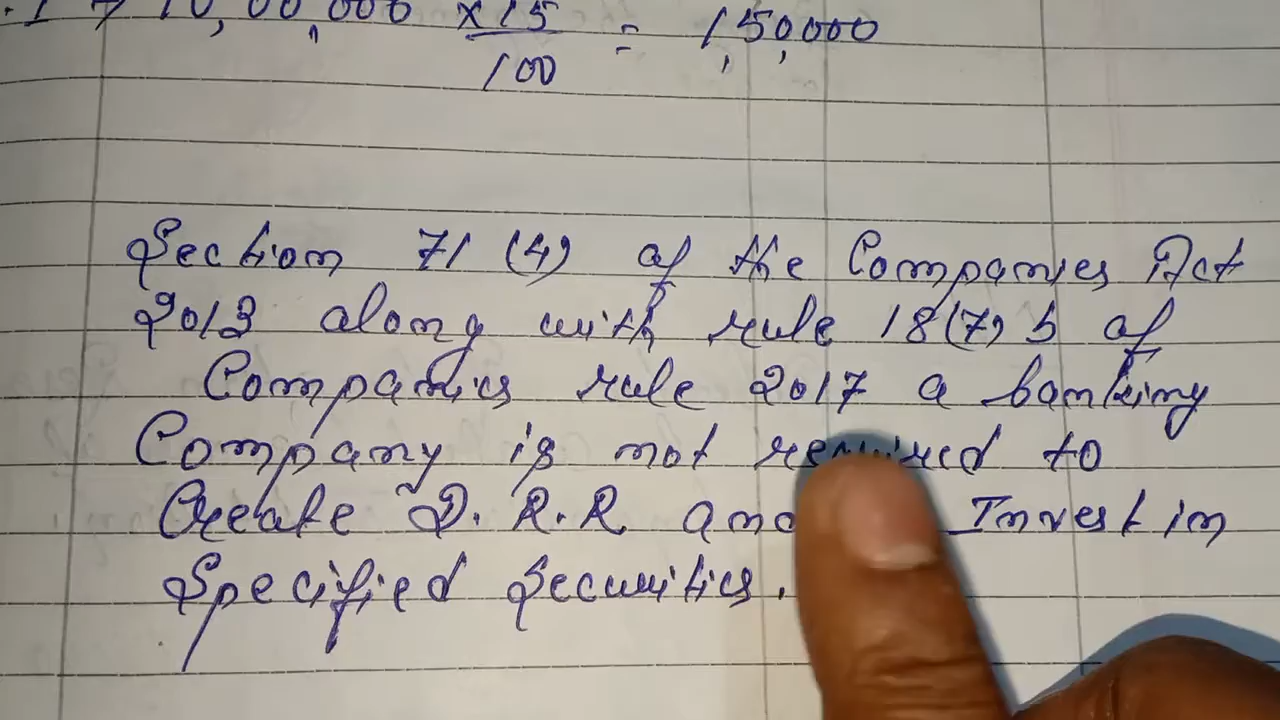 10,00,000 × 15 / 100 = 1,50,000
Section 71 (4) of the Companies Act
2013 along with rule 18(7) b of
Companies rule 2017 a banking
Company is not required to
Create D.R.R and Invest in
Specified Securities.